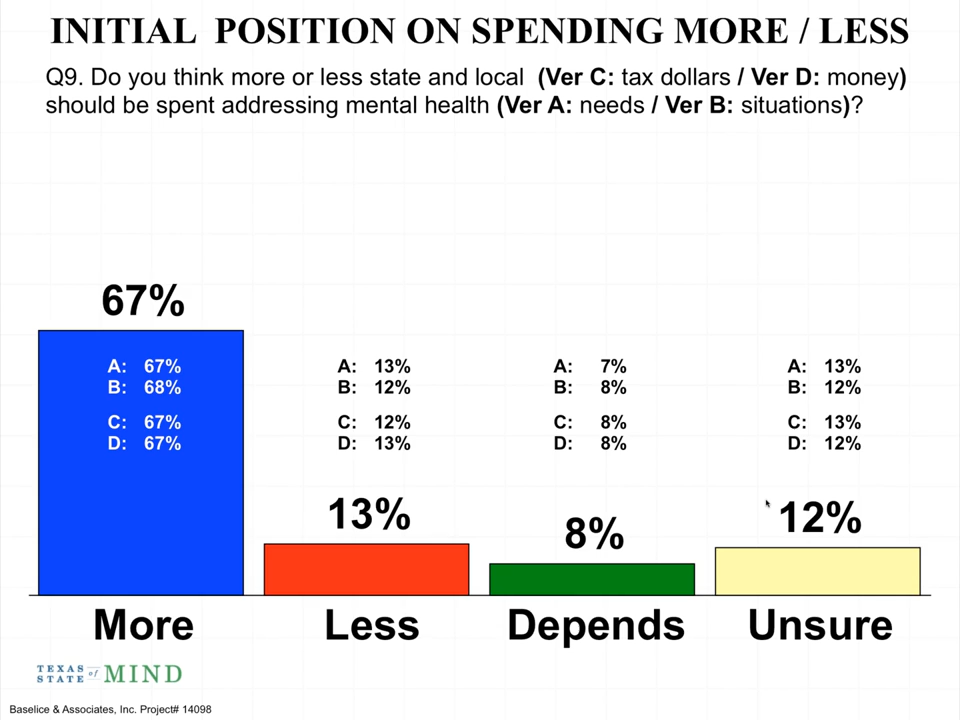 INITIAL POSITION ON SPENDING MORE / LESS
Q9. Do you think more or less state and local (Ver C: tax dollars / Ver D: money)
should be spent addressing mental health (Ver A: needs / Ver B: situations)?
67%
A: 67%
B: 68%
C: 67%
D: 67%
A: 13%
B: 12%
C: 12%
D: 13%
13%
A: 7%
B: 8%
C: 8%
D: 8%
8%
A: 13%
B: 12%
C: 13%
D: 12%
12%
More Less Depends Unsure
TEXAS
STATE of MIND
Baselice & Associates, Inc. Project# 14098